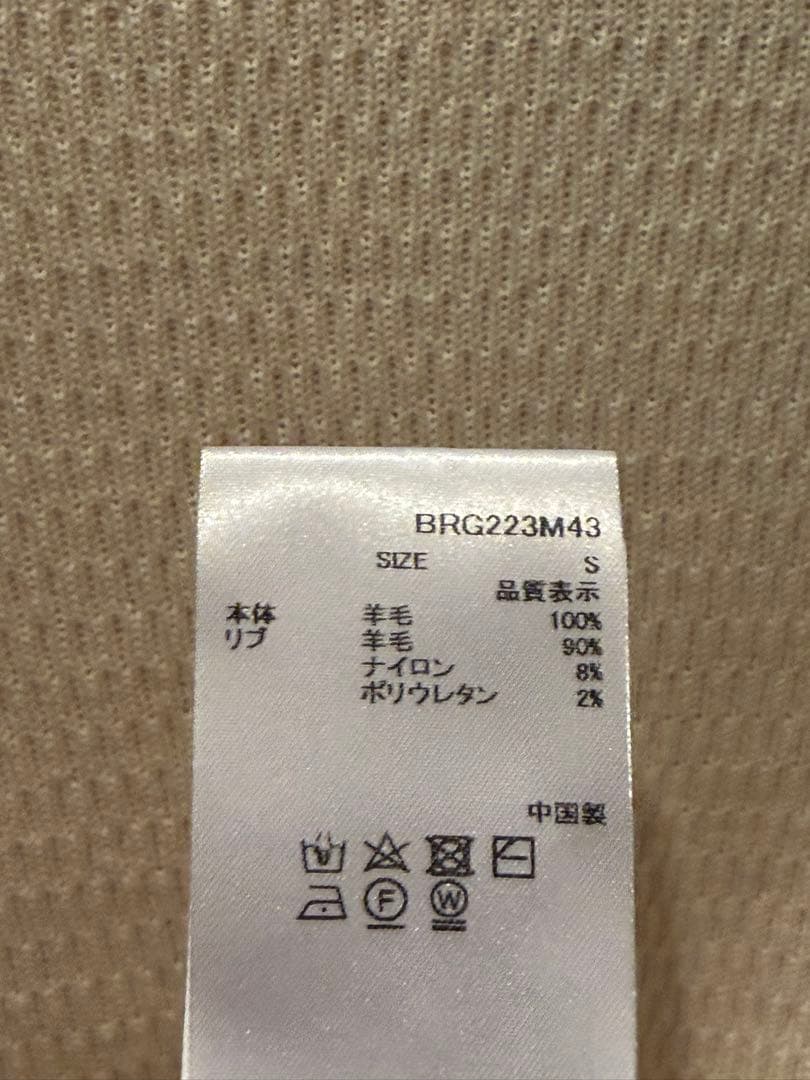 BRG223M43
SIZE S
品質表示
本体 羊毛 100%
リブ 羊毛 90%
ナイロン 8%
ポリウレタン 2%
中国製
F W